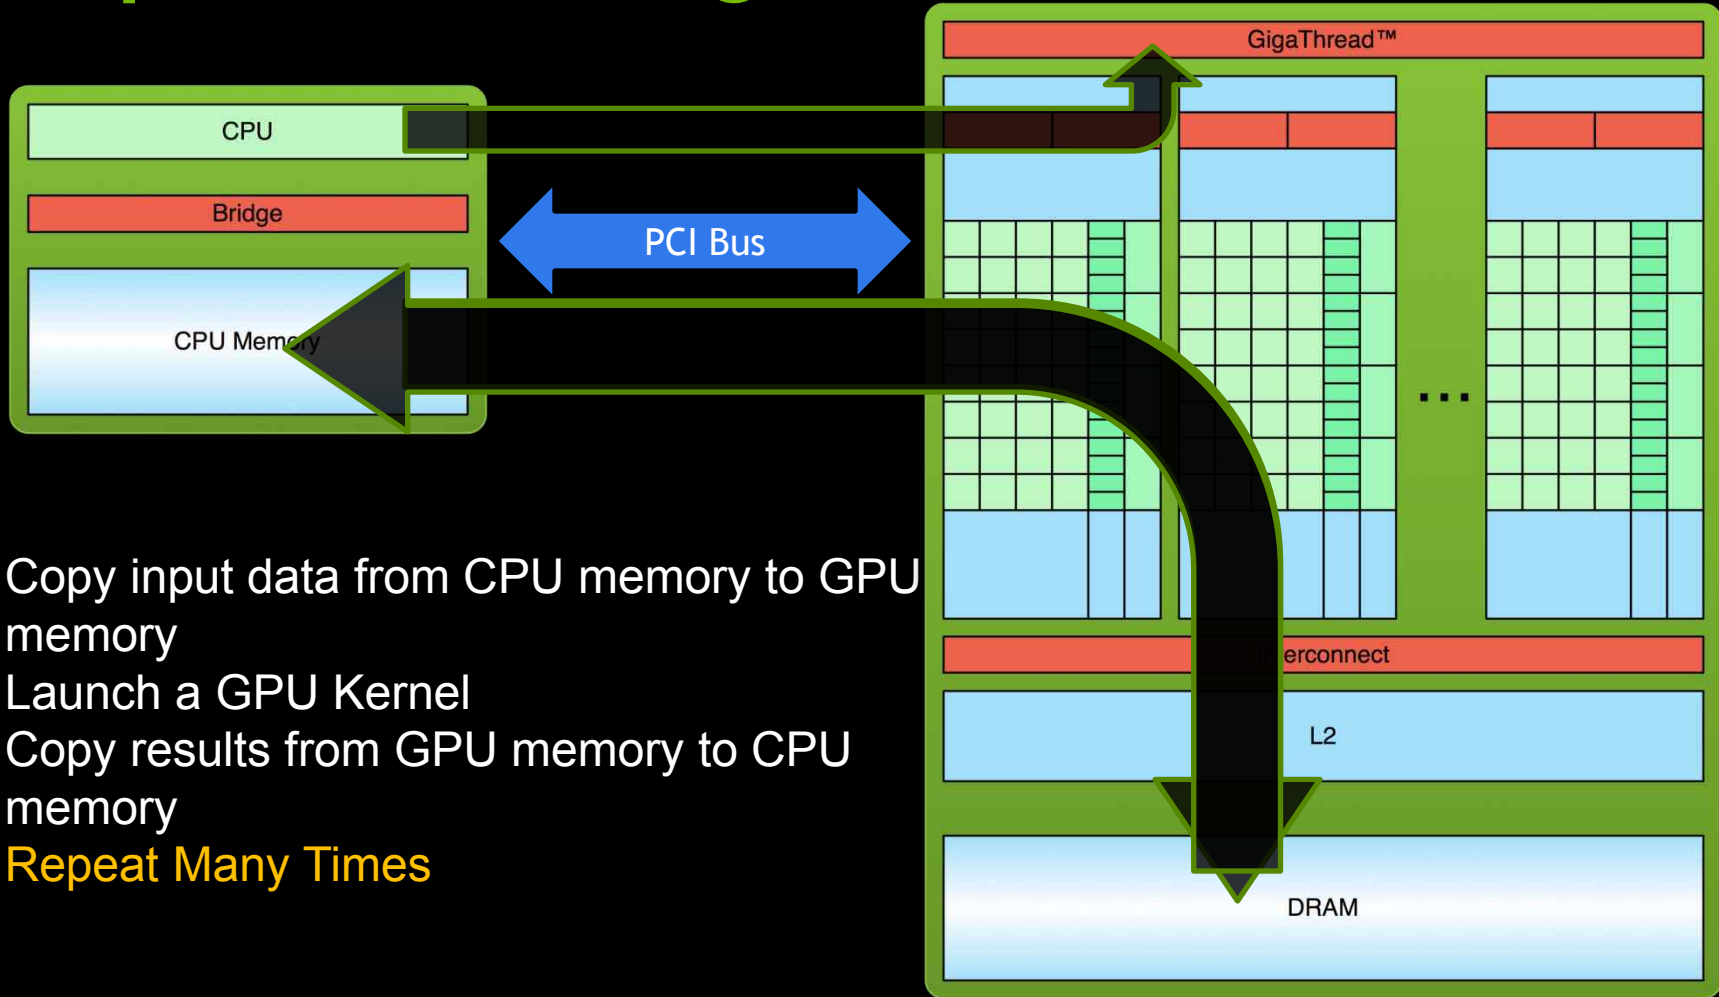 GigaThread™
CPU
Bridge
PCI Bus
CPU Memory
...
Copy input data from CPU memory to GPU
memory
Launch a GPU Kernel
Copy results from GPU memory to CPU
memory
Repeat Many Times
Interconnect
L2
DRAM